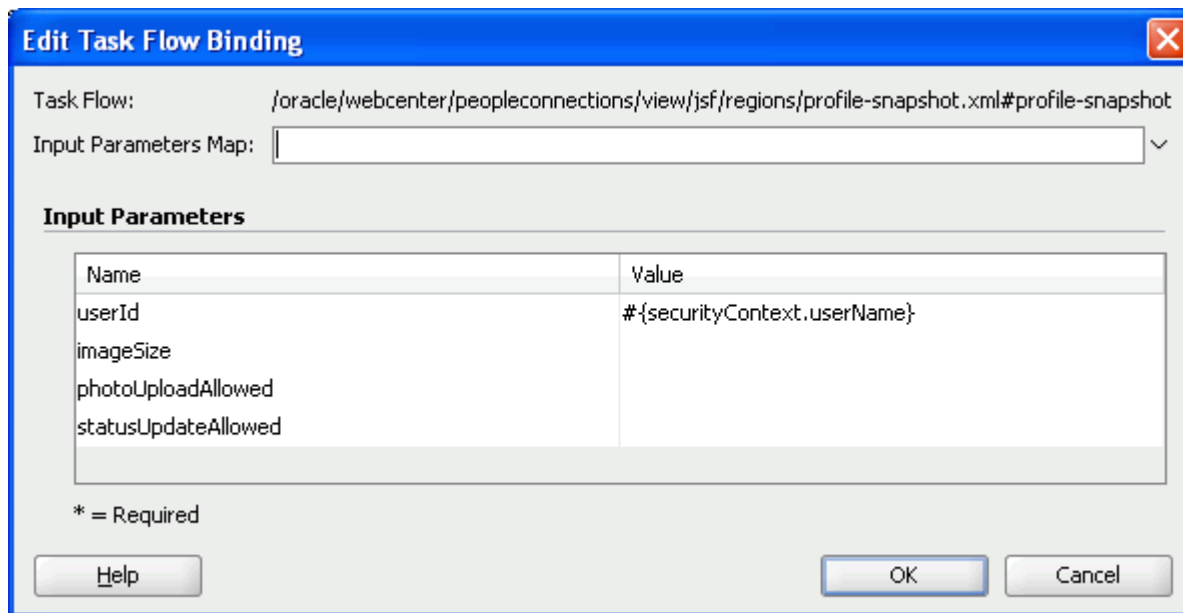 Edit Task Flow Binding
Task Flow: /oracle/webcenter/peopleconnections/view/jsf/regions/profile-snapshot.xml#profile-snapshot
Input Parameters Map:
Input Parameters
Name Value
userId #{securityContext.userName}
imageSize
photoUploadAllowed
statusUpdateAllowed
* = Required
Help OK Cancel